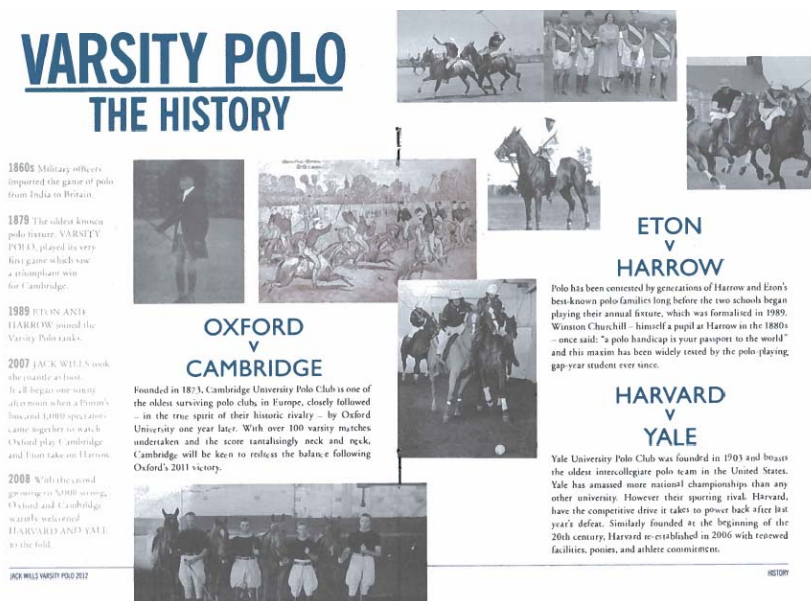 VARSITY POLO
THE HISTORY
1860s Military officers
imported the game of polo
from India to Britain.
1879 The oldest known
polo fixture, VARSITY
POLO, played its very
first game which saw
a triumphant win
for Cambridge.
1989 ETON AND
HARROW joined the
Varsity Polo ranks.
2007 JACK WILLS took
the mantle as host.
It all began one sunny
afternoon when a Pimm's
bus and 3,000 spectators
came together to watch
Oxford play Cambridge
and Eton take on Harrow.
2008 With the crowd
growing to 5,000 strong,
Oxford and Cambridge
warmly welcomed
HARVARD AND YALE
to the fold.
OXFORD
v
CAMBRIDGE
Founded in 1873, Cambridge University Polo Club is one of
the oldest surviving polo clubs in Europe, closely followed
– in the true spirit of their historic rivalry – by Oxford
University one year later. With over 100 varsity matches
undertaken and the score tantalisingly neck and neck,
Cambridge will be keen to redress the balance following
Oxford's 2011 victory.
ETON
v
HARROW
Polo has been contested by generations of Harrow and Eton's
best-known polo families long before the two schools began
playing their annual fixture, which was formalised in 1989.
Winston Churchill – himself a pupil at Harrow in the 1880s
– once said: "a polo handicap is your passport to the world"
and this maxim has been widely tested by the polo-playing,
gap-year student ever since.
HARVARD
v
YALE
Yale University Polo Club was founded in 1903 and boasts
the oldest intercollegiate polo team in the United States.
Yale has amassed more national championships than any
other university. However their sporting rival, Harvard,
have the competitive drive it takes to power back after last
year's defeat. Similarly founded at the beginning of the
20th century, Harvard re-established in 2006 with renewed
facilities, ponies, and athlete commitment.
JACK WILLS VARSITY POLO 2012
HISTORY